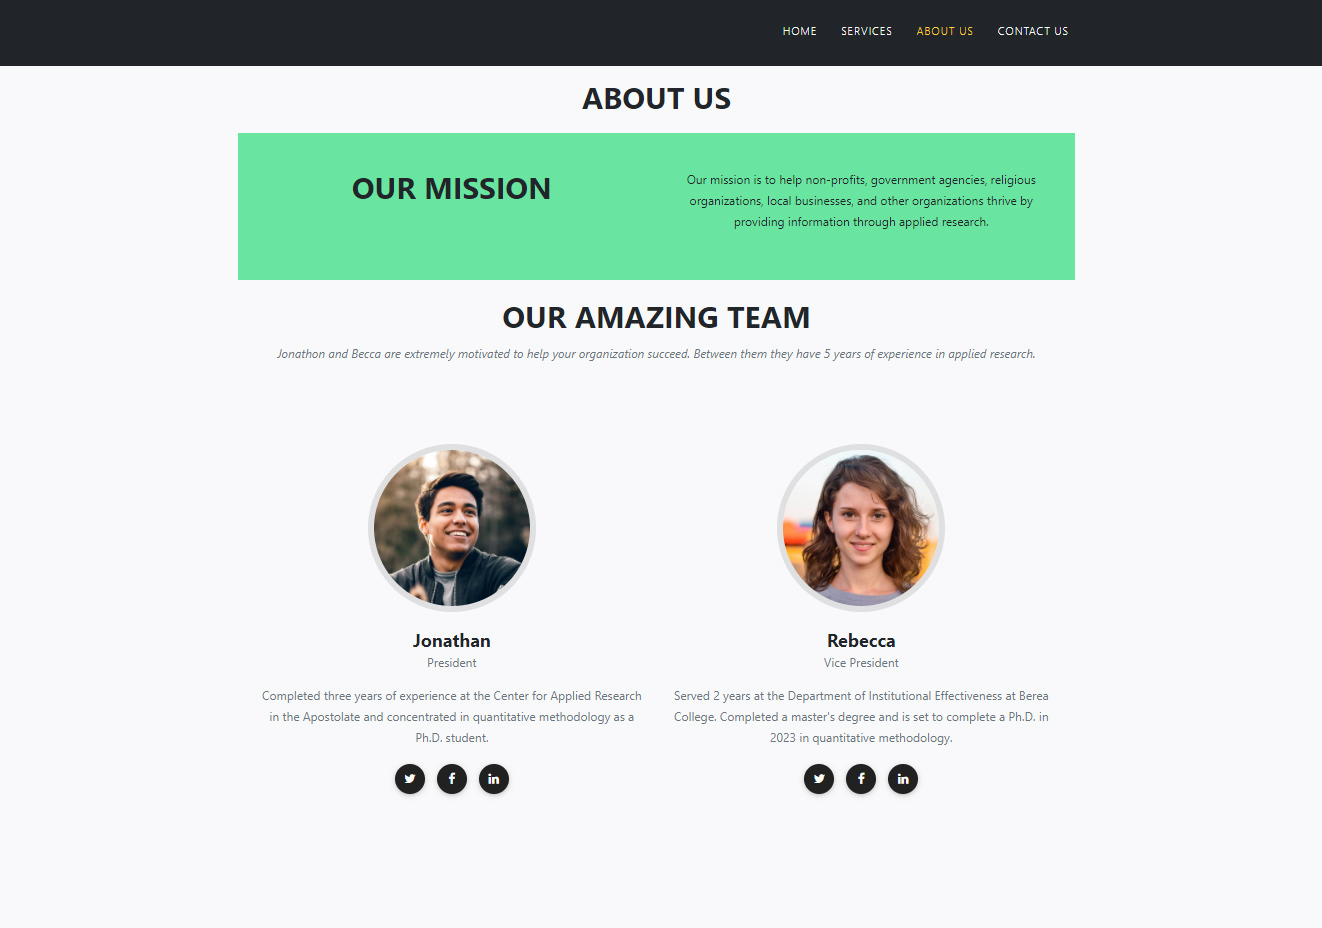 HOME SERVICES ABOUT US CONTACT US
ABOUT US
OUR MISSION
Our mission is to help non-profits, government agencies, religious
organizations, local businesses, and other organizations thrive by
providing information through applied research.
OUR AMAZING TEAM
Jonathon and Becca are extremely motivated to help your organization succeed. Between them they have 5 years of experience in applied research.
Jonathan
President
Completed three years of experience at the Center for Applied Research
in the Apostolate and concentrated in quantitative methodology as a
Ph.D. student.
Rebecca
Vice President
Served 2 years at the Department of Institutional Effectiveness at Berea
College. Completed a master's degree and is set to complete a Ph.D. in
2023 in quantitative methodology.